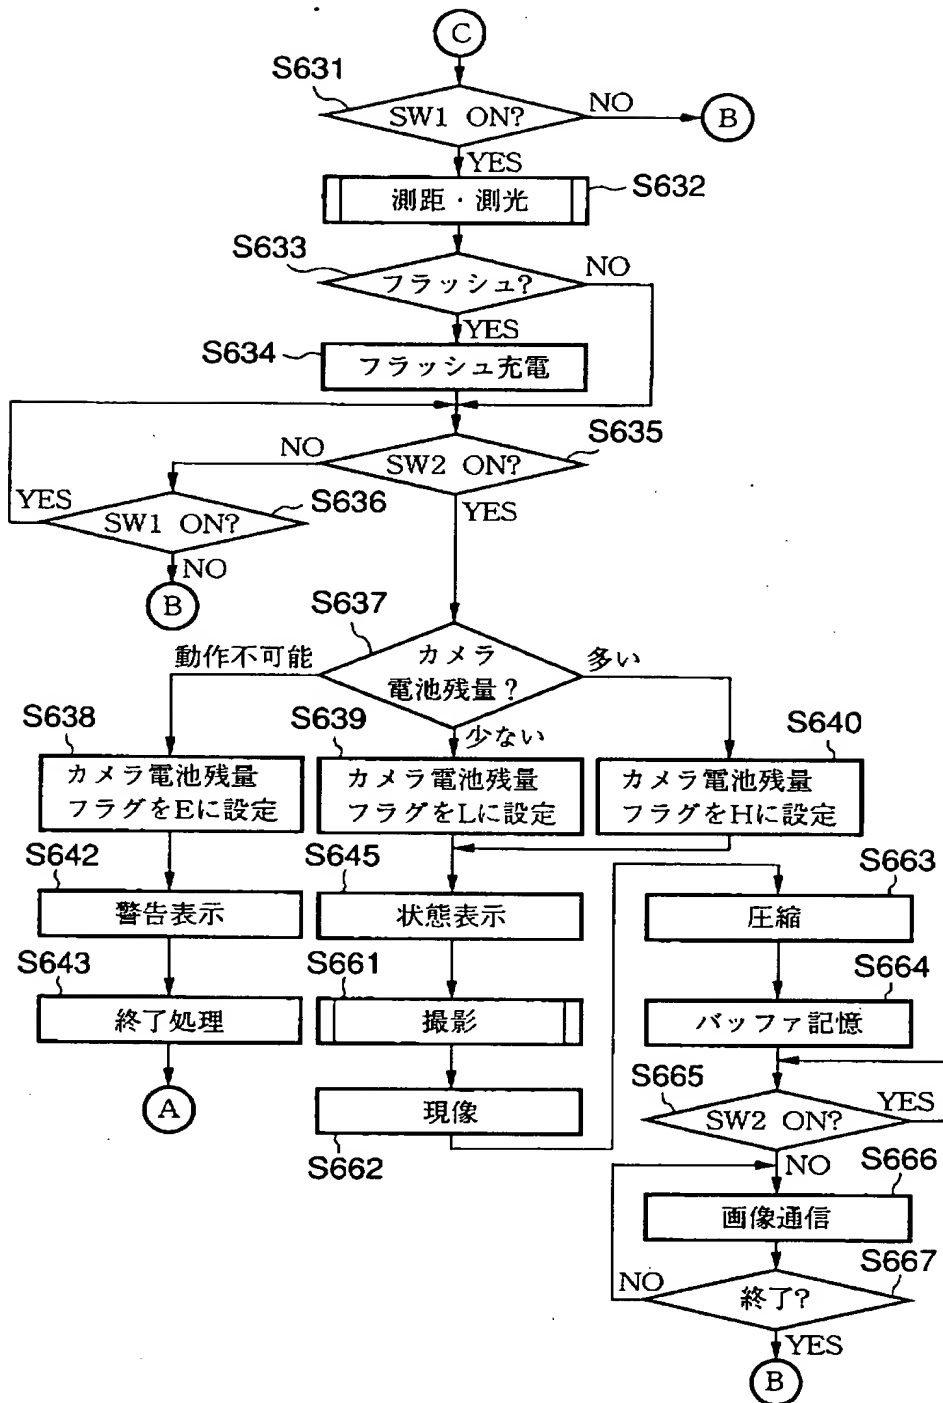 C
S631
SW1 ON?
NO
B
YES
測距・測光
S632
S633
フラッシュ?
NO
YES
S634
フラッシュ充電
S635
NO
SW2 ON?
YES
S636
YES
SW1 ON?
NO
B
S637
動作不可能
カメラ
電池残量?
多い
少ない
S638
カメラ電池残量
フラグをEに設定
S639
カメラ電池残量
フラグをLに設定
S640
カメラ電池残量
フラグをHに設定
S642
警告表示
S645
状態表示
S663
圧縮
S643
終了処理
S661
撮影
S664
バッファ記憶
A
現像
S662
S665
SW2 ON?
YES
NO
S666
画像通信
S667
NO
終了?
YES
B